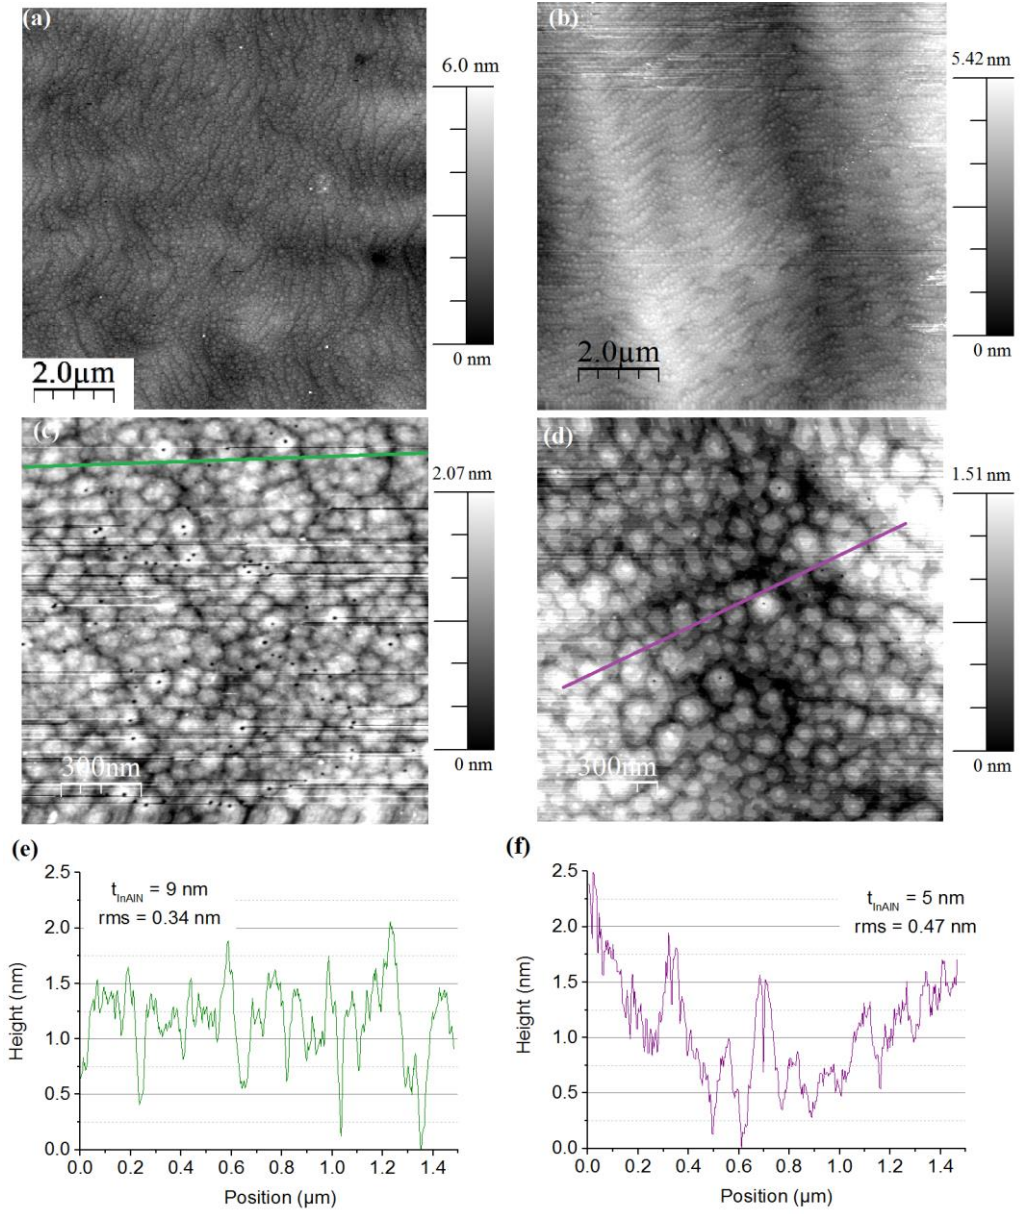 (a)
6.0 nm
0 nm
2.0µm
(b)
5.42 nm
0 nm
2.0µm
(c)
2.07 nm
0 nm
300nm
(d)
1.51 nm
0 nm
300nm
(e)
t_InAlN = 9 nm
rms = 0.34 nm
Height (nm)
2.5
2.0
1.5
1.0
0.5
0.0
0.0 0.2 0.4 0.6 0.8 1.0 1.2 1.4
Position (µm)
(f)
t_InAlN = 5 nm
rms = 0.47 nm
Height (nm)
2.5
2.0
1.5
1.0
0.5
0.0
0.0 0.2 0.4 0.6 0.8 1.0 1.2 1.4
Position (µm)